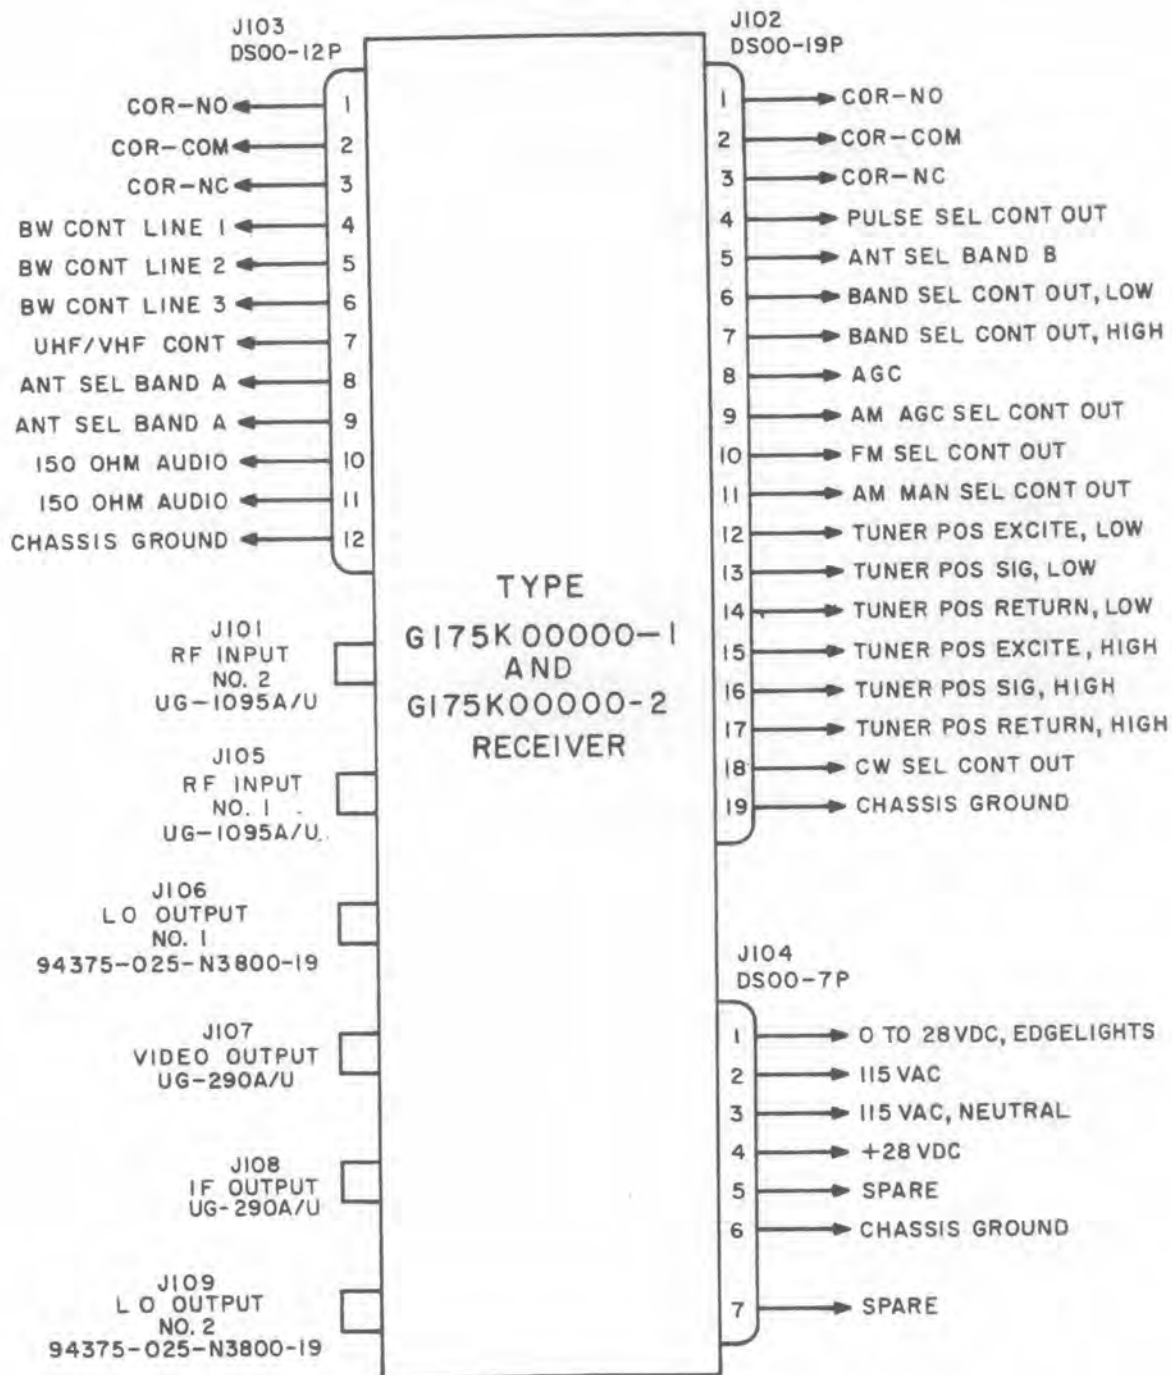 J103
DS00-12P
COR-NO 1
COR-COM 2
COR-NC 3
BW CONT LINE 1 4
BW CONT LINE 2 5
BW CONT LINE 3 6
UHF/VHF CONT 7
ANT SEL BAND A 8
ANT SEL BAND A 9
150 OHM AUDIO 10
150 OHM AUDIO 11
CHASSIS GROUND 12
J101
RF INPUT
NO. 2
UG-1095A/U
J105
RF INPUT
NO. 1
UG-1095A/U
J106
LO OUTPUT
NO. 1
94375-025-N3800-19
J107
VIDEO OUTPUT
UG-290A/U
J108
IF OUTPUT
UG-290A/U
J109
LO OUTPUT
NO. 2
94375-025-N3800-19
TYPE
G175K00000-1
AND
G175K00000-2
RECEIVER
J102
DS00-19P
1 COR-NO
2 COR-COM
3 COR-NC
4 PULSE SEL CONT OUT
5 ANT SEL BAND B
6 BAND SEL CONT OUT, LOW
7 BAND SEL CONT OUT, HIGH
8 AGC
9 AM AGC SEL CONT OUT
10 FM SEL CONT OUT
11 AM MAN SEL CONT OUT
12 TUNER POS EXCITE, LOW
13 TUNER POS SIG, LOW
14 TUNER POS RETURN, LOW
15 TUNER POS EXCITE, HIGH
16 TUNER POS SIG, HIGH
17 TUNER POS RETURN, HIGH
18 CW SEL CONT OUT
19 CHASSIS GROUND
J104
DS00-7P
1 0 TO 28 VDC, EDGELIGHTS
2 115 VAC
3 115 VAC, NEUTRAL
4 +28 VDC
5 SPARE
6 CHASSIS GROUND
7 SPARE